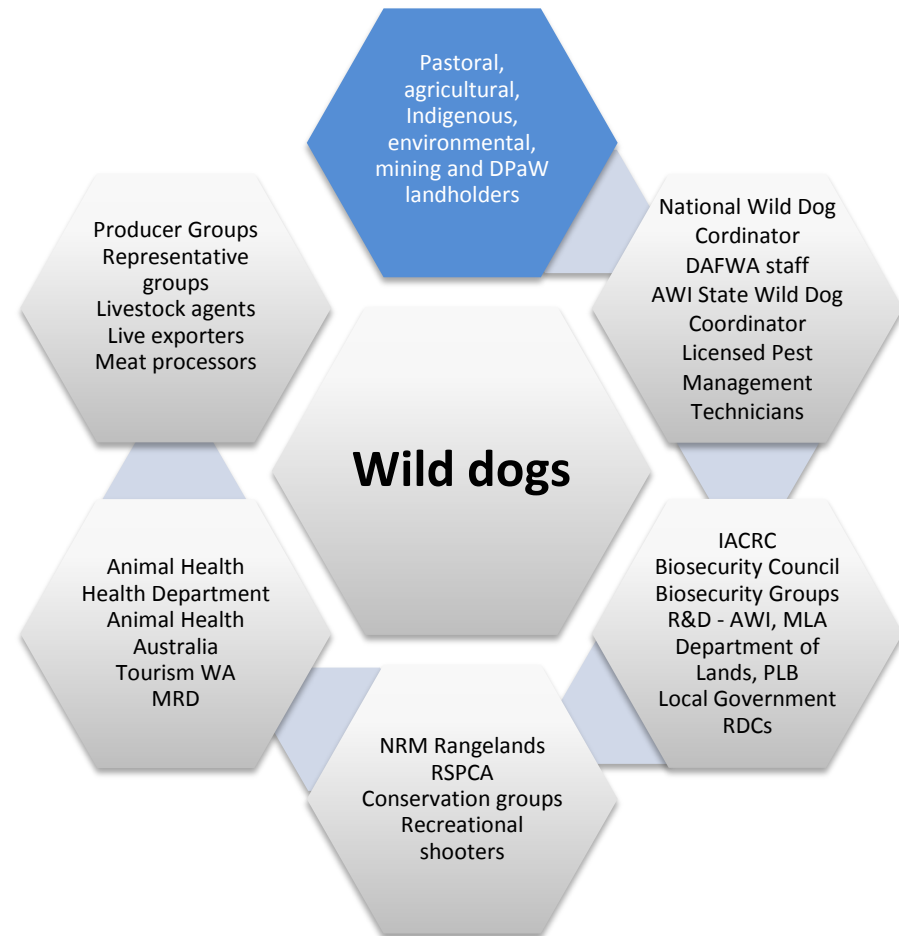 Pastoral,
agricultural,
Indigenous,
environmental,
mining and DPaW
landholders
National Wild Dog
Cordinator
DAFWA staff
AWI State Wild Dog
Coordinator
Licensed Pest
Management
Technicians
IACRC
Biosecurity Council
Biosecurity Groups
R&D - AWI, MLA
Department of
Lands, PLB
Local Government
RDCs
NRM Rangelands
RSPCA
Conservation groups
Recreational
shooters
Animal Health
Health Department
Animal Health
Australia
Tourism WA
MRD
Producer Groups
Representative
groups
Livestock agents
Live exporters
Meat processors
Wild dogs